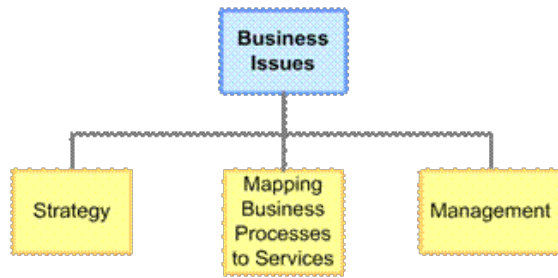 Business
Issues
Strategy
Mapping
Business
Processes
to Services
Management